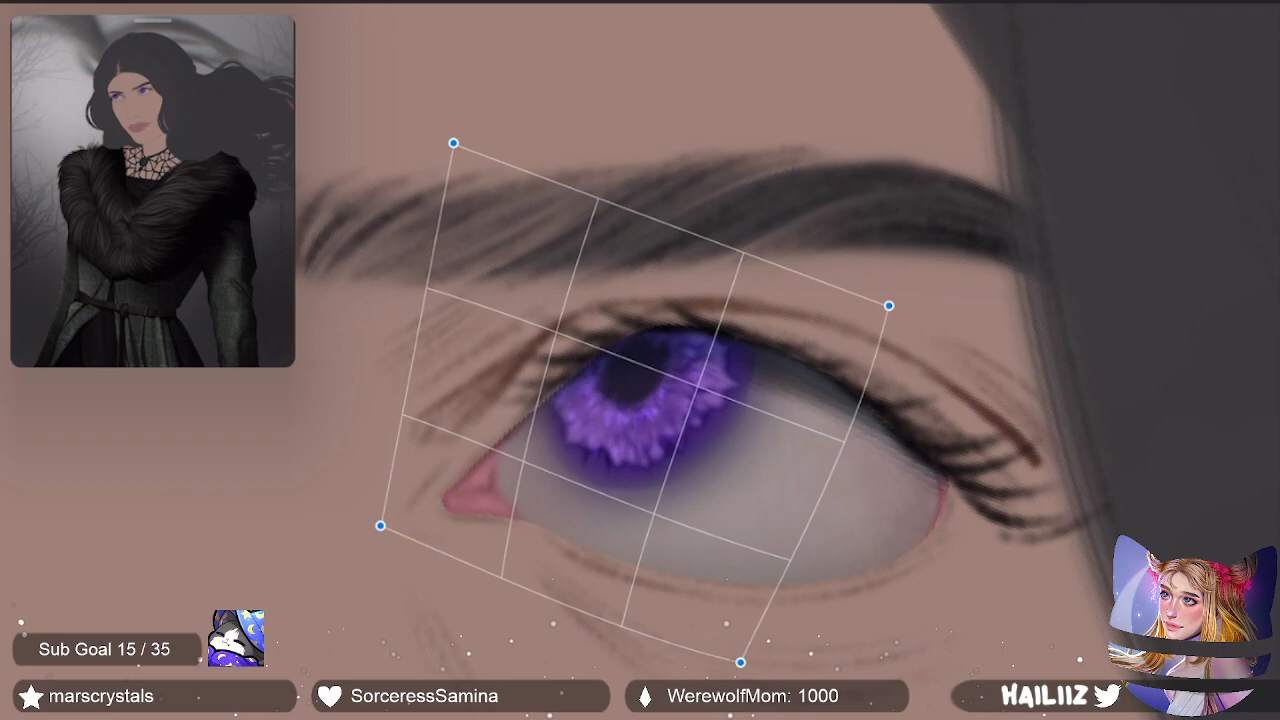 Sub Goal 15 / 35
marscrystals
SorceressSamina
WerewolfMom: 1000
HAILIIZ